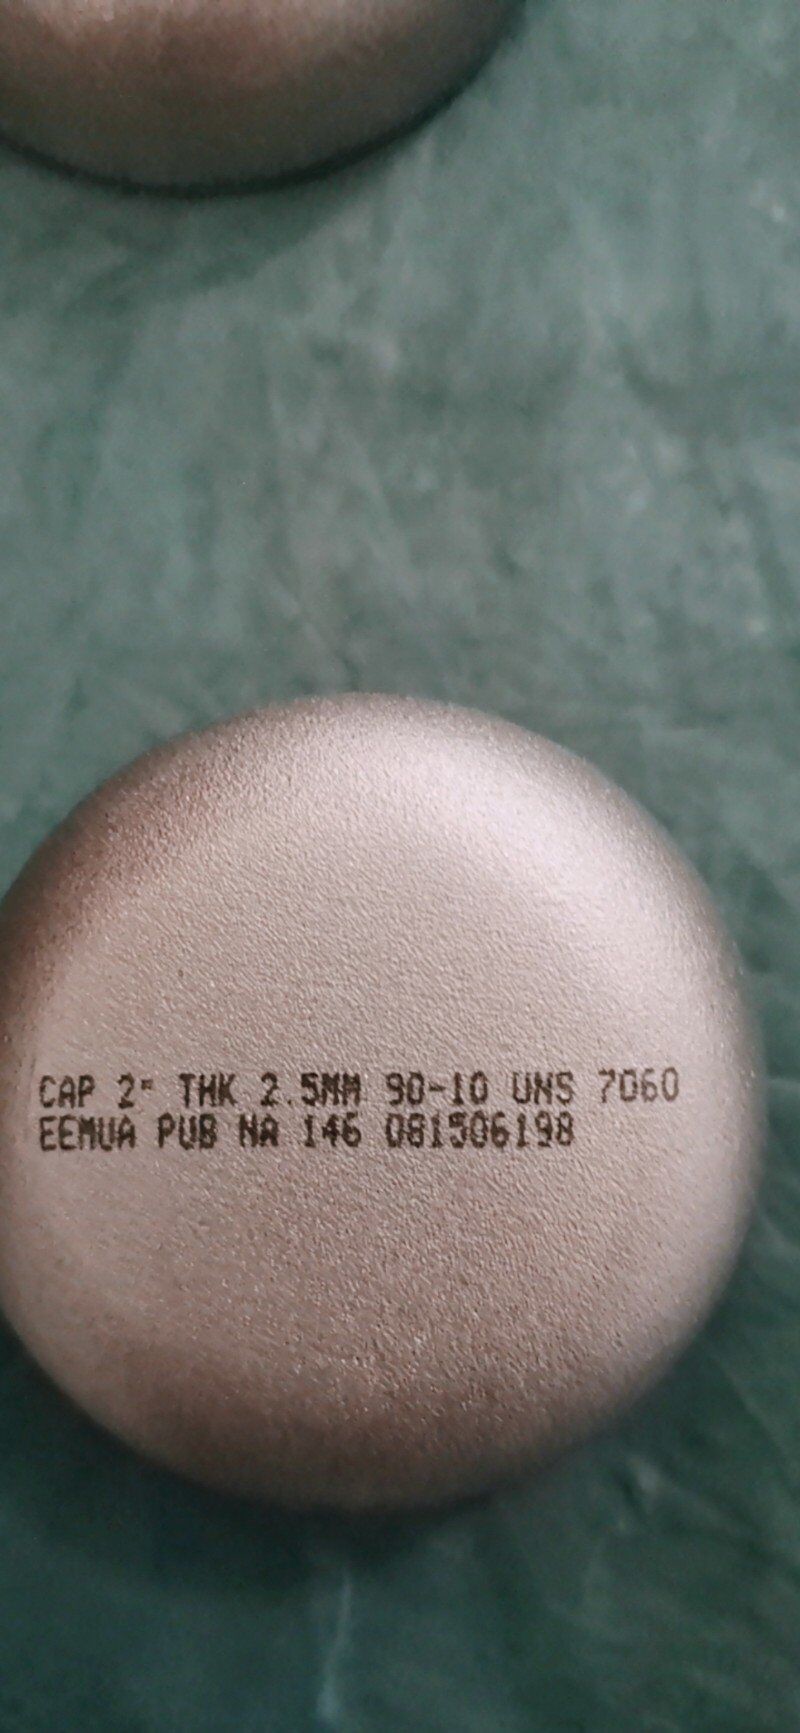 CAP 2" THK 2.5MM 90-10 UNS 7060
EEMUA PUB NA 146 081506198